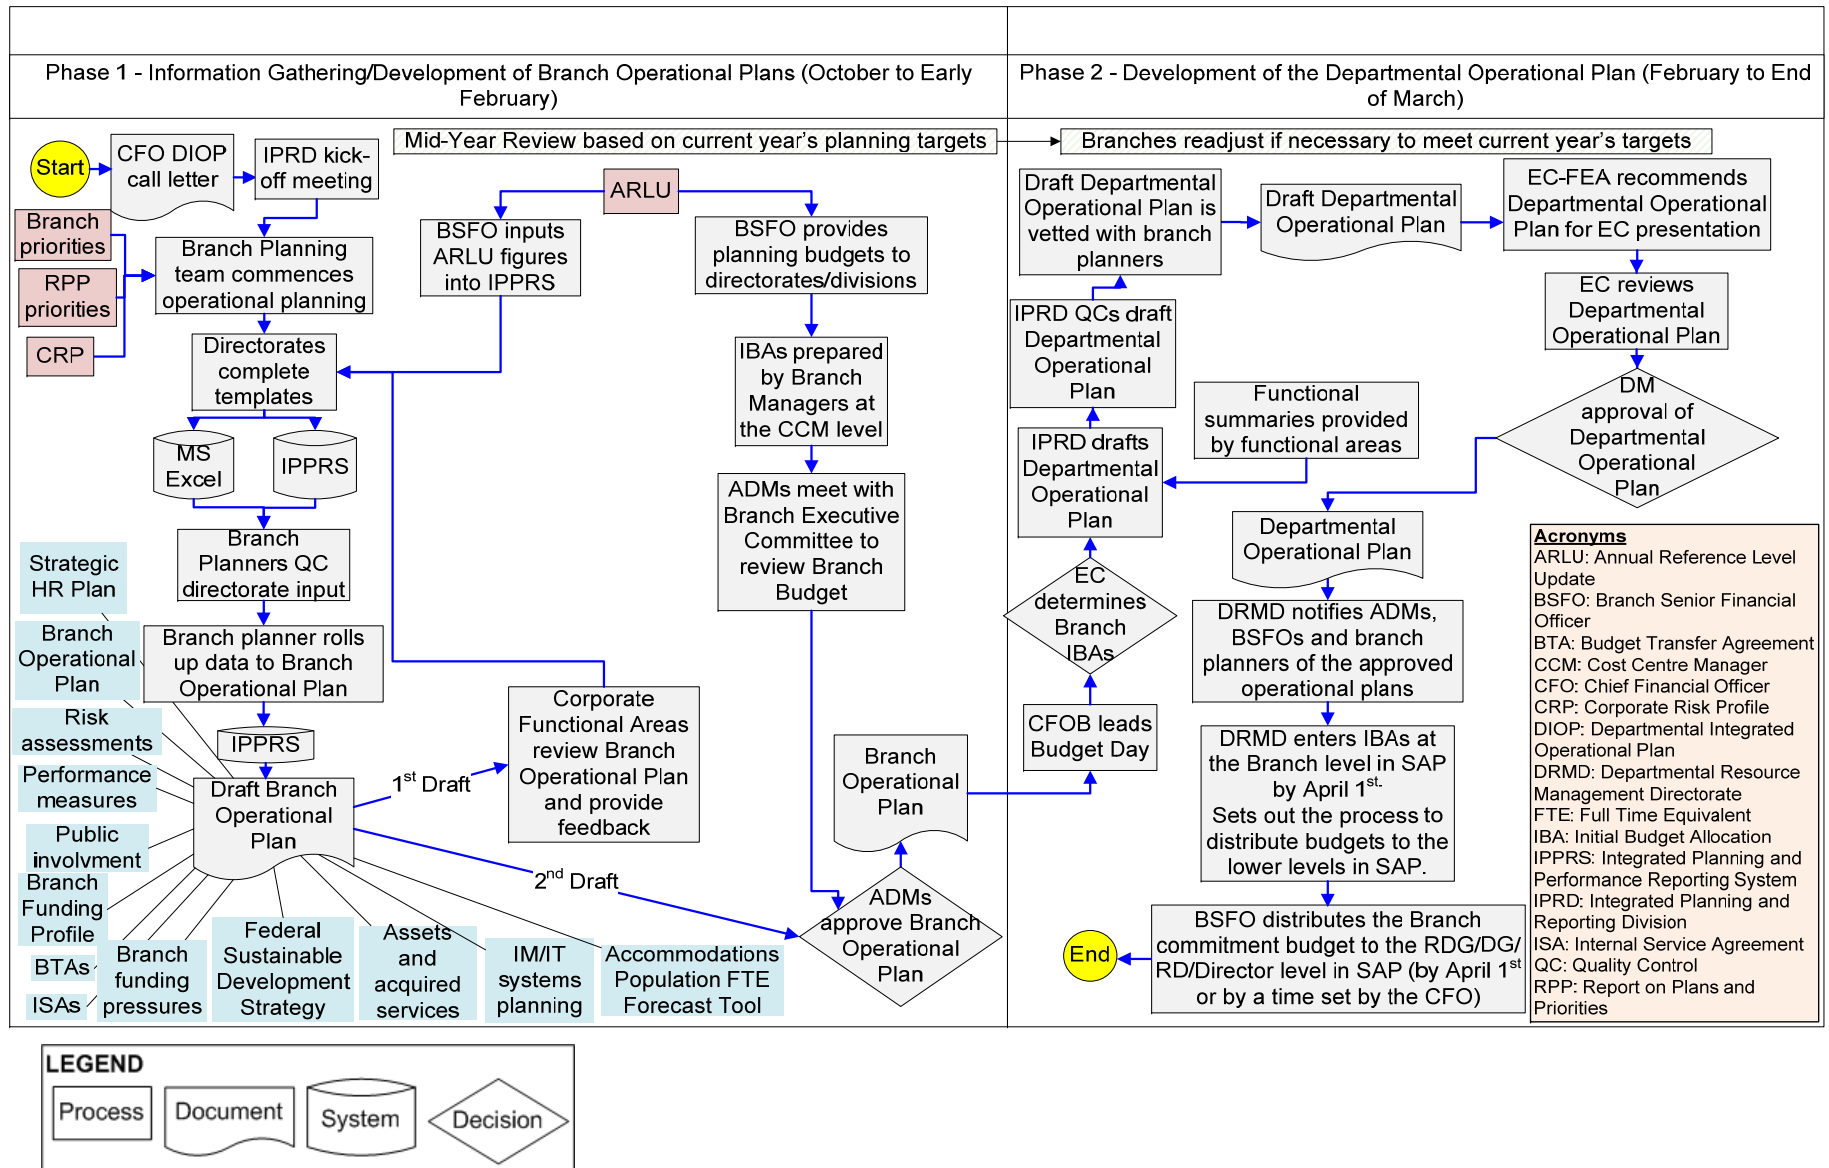 Phase 1 - Information Gathering/Development of Branch Operational Plans (October to Early
February)
Phase 2 - Development of the Departmental Operational Plan (February to End
of March)
Mid-Year Review based on current year's planning targets
Branches readjust if necessary to meet current year's targets
Start
CFO DIOP
call letter
IPRD kick-
off meeting
Branch
priorities
RPP
priorities
CRP
Branch Planning
team commences
operational planning
Directorates
complete
templates
MS
Excel
IPPRS
Branch
Planners QC
directorate input
Branch planner rolls
up data to Branch
Operational Plan
IPPRS
Draft Branch
Operational
Plan
Strategic
HR Plan
Branch
Operational
Plan
Risk
assessments
Performance
measures
Public
involvment
Branch
Funding
Profile
BTAs
ISAs
Branch
funding
pressures
Federal
Sustainable
Development
Strategy
Assets
and
acquired
services
IM/IT
systems
planning
Accommodations
Population FTE
Forecast Tool
1st Draft
2nd Draft
Corporate
Functional Areas
review Branch
Operational Plan
and provide
feedback
ARLU
BSFO inputs
ARLU figures
into IPPRS
BSFO provides
planning budgets to
directorates/divisions
IBAs prepared
by Branch
Managers at
the CCM level
ADMs meet with
Branch Executive
Committee to
review Branch
Budget
ADMs
approve Branch
Operational
Plan
Branch
Operational
Plan
CFOB leads
Budget Day
EC
determines
Branch
IBAs
IPRD drafts
Departmental
Operational
Plan
Functional
summaries provided
by functional areas
IPRD QCs draft
Departmental
Operational
Plan
Draft Departmental
Operational Plan is
vetted with branch
planners
Draft Departmental
Operational Plan
EC-FEA recommends
Departmental Operational
Plan for EC presentation
EC reviews
Departmental
Operational Plan
DM
approval of
Departmental
Operational
Plan
Departmental
Operational Plan
DRMD notifies ADMs,
BSFOs and branch
planners of the approved
operational plans
DRMD enters IBAs at
the Branch level in SAP
by April 1st.
Sets out the process to
distribute budgets to the
lower levels in SAP.
BSFO distributes the Branch
commitment budget to the RDG/DG/
RD/Director level in SAP (by April 1st
or by a time set by the CFO)
End
Acronyms
ARLU: Annual Reference Level
Update
BSFO: Branch Senior Financial
Officer
BTA: Budget Transfer Agreement
CCM: Cost Centre Manager
CFO: Chief Financial Officer
CRP: Corporate Risk Profile
DIOP: Departmental Integrated
Operational Plan
DRMD: Departmental Resource
Management Directorate
FTE: Full Time Equivalent
IBA: Initial Budget Allocation
IPPRS: Integrated Planning and
Performance Reporting System
IPRD: Integrated Planning and
Reporting Division
ISA: Internal Service Agreement
QC: Quality Control
RPP: Report on Plans and
Priorities
LEGEND
Process
Document
System
Decision